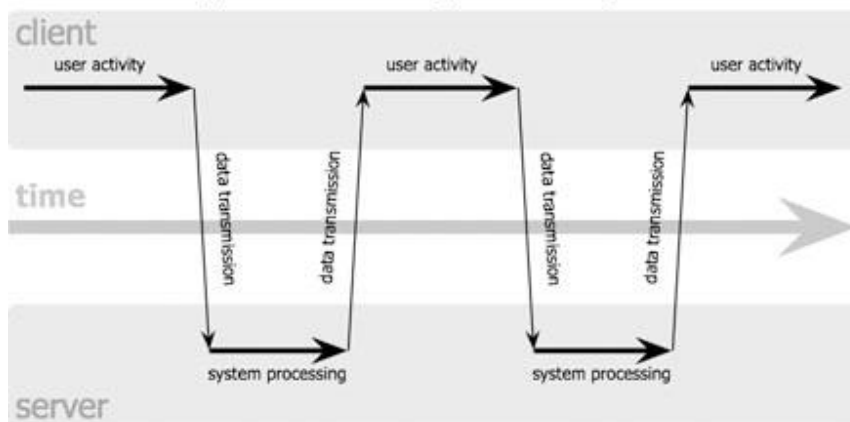 client
user activity
user activity
user activity
data transmission
data transmission
data transmission
data transmission
time
system processing
system processing
server